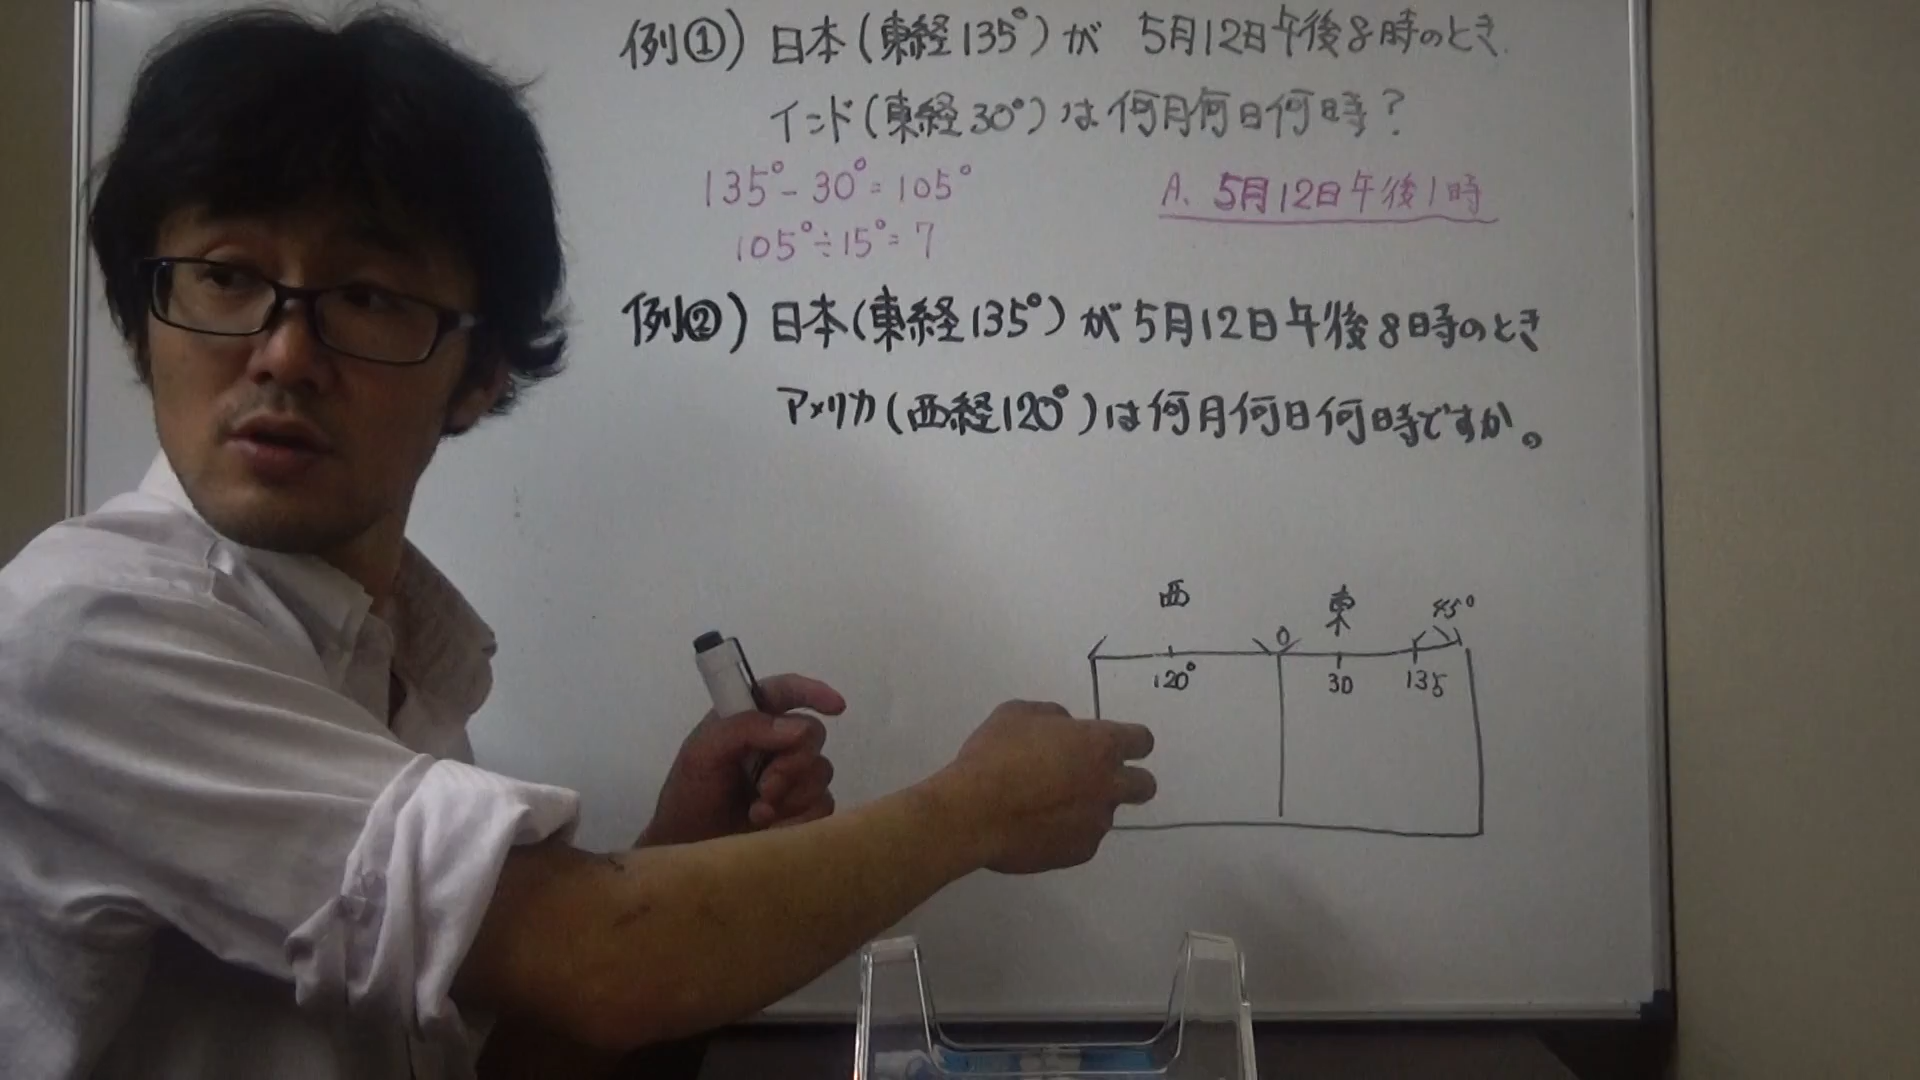 例①) 日本(東経135°)が 5月12日午後8時のとき
インド(東経30°)は何月何日何時?
135°-30°=105°
A. 5月12日午後1時
105°÷15°=7
例②) 日本(東経135°)が5月12日午後8時のとき
アメリカ(西経120°)は何月何日何時ですか。
西 東 45°
0
120° 30 135